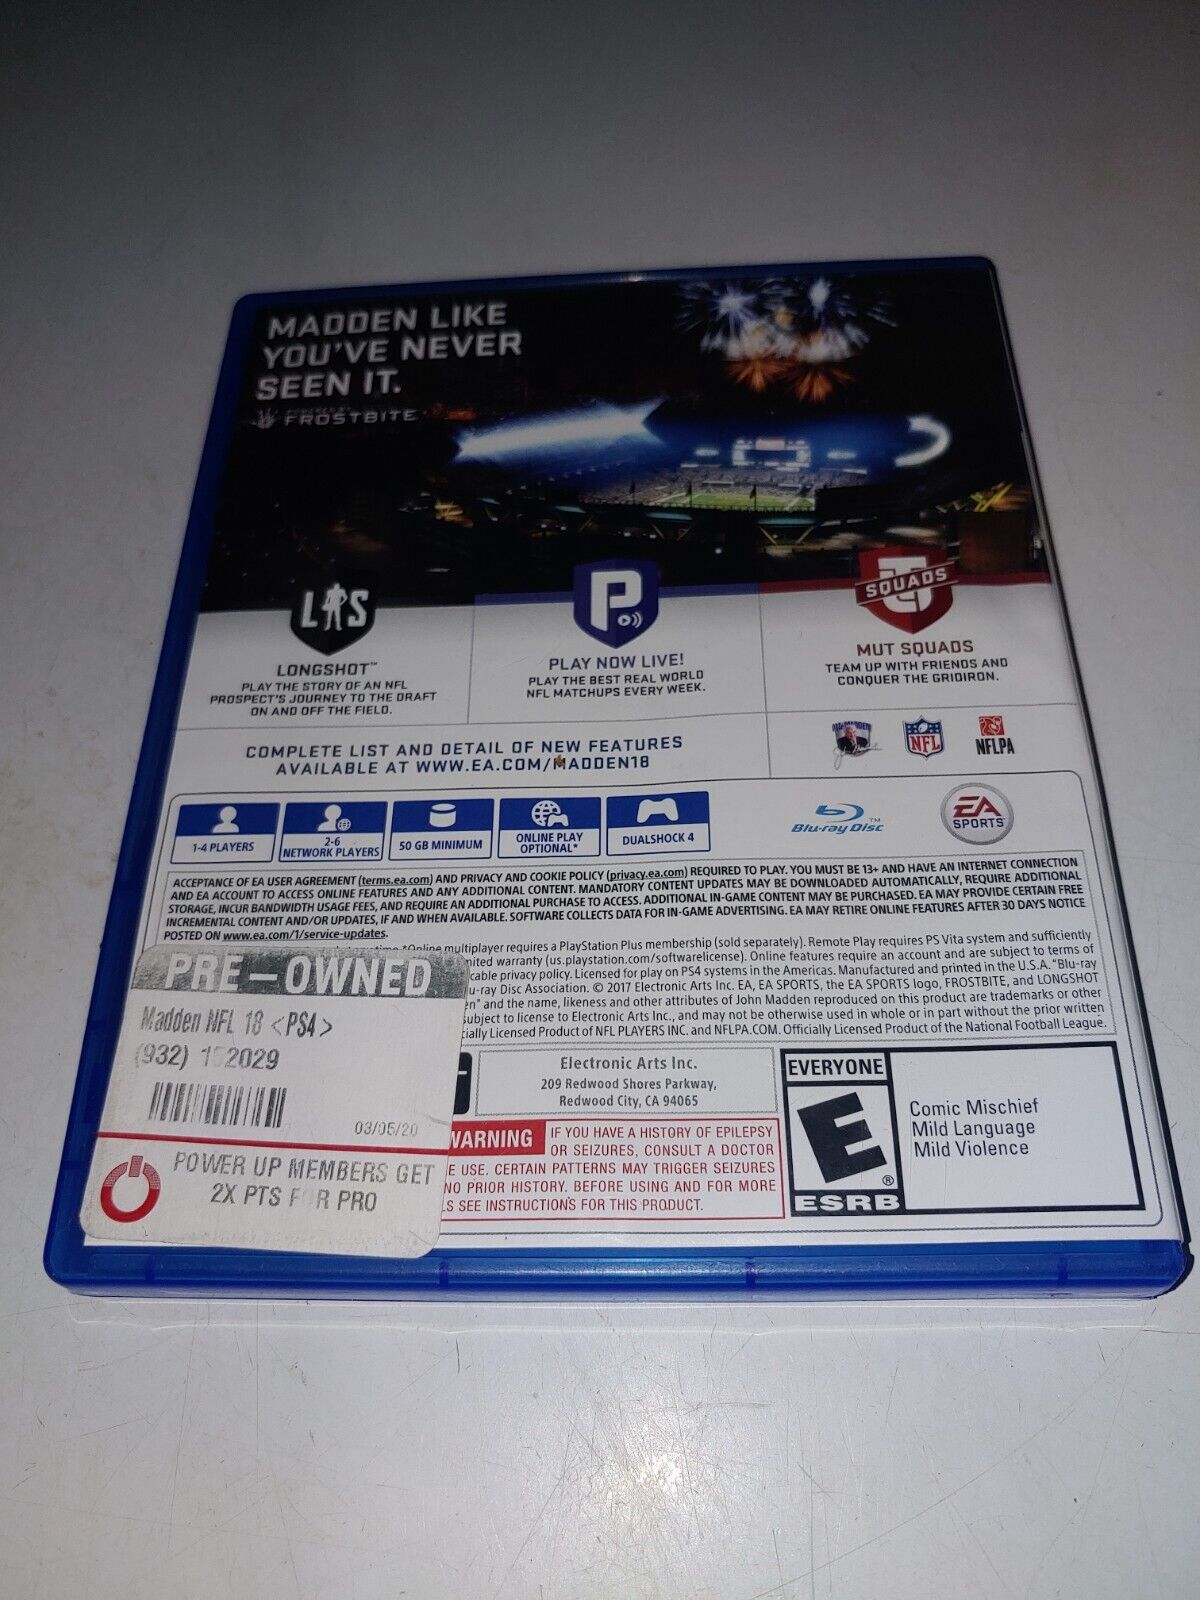 MADDEN LIKE
YOU'VE NEVER
SEEN IT.
FROSTBITE
LS
LONGSHOT™
PLAY THE STORY OF AN NFL
PROSPECT'S JOURNEY TO THE DRAFT
ON AND OFF THE FIELD.
P
PLAY NOW LIVE!
PLAY THE BEST REAL WORLD
NFL MATCHUPS EVERY WEEK.
SQUADS
MUT SQUADS
TEAM UP WITH FRIENDS AND
CONQUER THE GRIDIRON.
COMPLETE LIST AND DETAIL OF NEW FEATURES
AVAILABLE AT WWW.EA.COM/MADDEN18
NFL
NFLPA
1-4 PLAYERS
2-6
NETWORK PLAYERS
50 GB MINIMUM
ONLINE PLAY
OPTIONAL*
DUALSHOCK 4
Blu-ray Disc™
EA
SPORTS
ACCEPTANCE OF EA USER AGREEMENT (terms.ea.com) AND PRIVACY AND COOKIE POLICY (privacy.ea.com) REQUIRED TO PLAY. YOU MUST BE 13+ AND HAVE AN INTERNET CONNECTION
AND EA ACCOUNT TO ACCESS ONLINE FEATURES AND ANY ADDITIONAL CONTENT. MANDATORY CONTENT UPDATES MAY BE DOWNLOADED AUTOMATICALLY, REQUIRE ADDITIONAL
STORAGE, INCUR BANDWIDTH USAGE FEES, AND REQUIRE AN ADDITIONAL PURCHASE TO ACCESS. ADDITIONAL IN-GAME CONTENT MAY BE PURCHASED. EA MAY PROVIDE CERTAIN FREE
INCREMENTAL CONTENT AND/OR UPDATES, IF AND WHEN AVAILABLE. SOFTWARE COLLECTS DATA FOR IN-GAME ADVERTISING. EA MAY RETIRE ONLINE FEATURES AFTER 30 DAYS NOTICE
POSTED ON www.ea.com/1/service-updates.
*Online multiplayer requires a PlayStation Plus membership (sold separately). Remote Play requires PS Vita system and sufficiently
warranty (us.playstation.com/softwarelicense). Online features require an account and are subject to terms of
privacy policy. Licensed for play on PS4 systems in the Americas. Manufactured and printed in the U.S.A. "Blu-ray
Disc Association. © 2017 Electronic Arts Inc. EA, EA SPORTS, the EA SPORTS logo, FROSTBITE, and LONGSHOT
and the name, likeness and other attributes of John Madden reproduced on this product are trademarks or other
subject to license to Electronic Arts Inc., and may not be otherwise used in whole or in part without the prior written
Licensed Product of NFL PLAYERS INC. and NFLPA.COM. Officially Licensed Product of the National Football League.
PRE-OWNED
Madden NFL 18 <PS4>
(932) 1 2029
03/05/20
POWER UP MEMBERS GET
2X PTS F R PRO
Electronic Arts Inc.
209 Redwood Shores Parkway,
Redwood City, CA 94065
WARNING IF YOU HAVE A HISTORY OF EPILEPSY
OR SEIZURES, CONSULT A DOCTOR
USE. CERTAIN PATTERNS MAY TRIGGER SEIZURES
NO PRIOR HISTORY. BEFORE USING AND FOR MORE
SEE INSTRUCTIONS FOR THIS PRODUCT.
EVERYONE
E
®
ESRB
Comic Mischief
Mild Language
Mild Violence